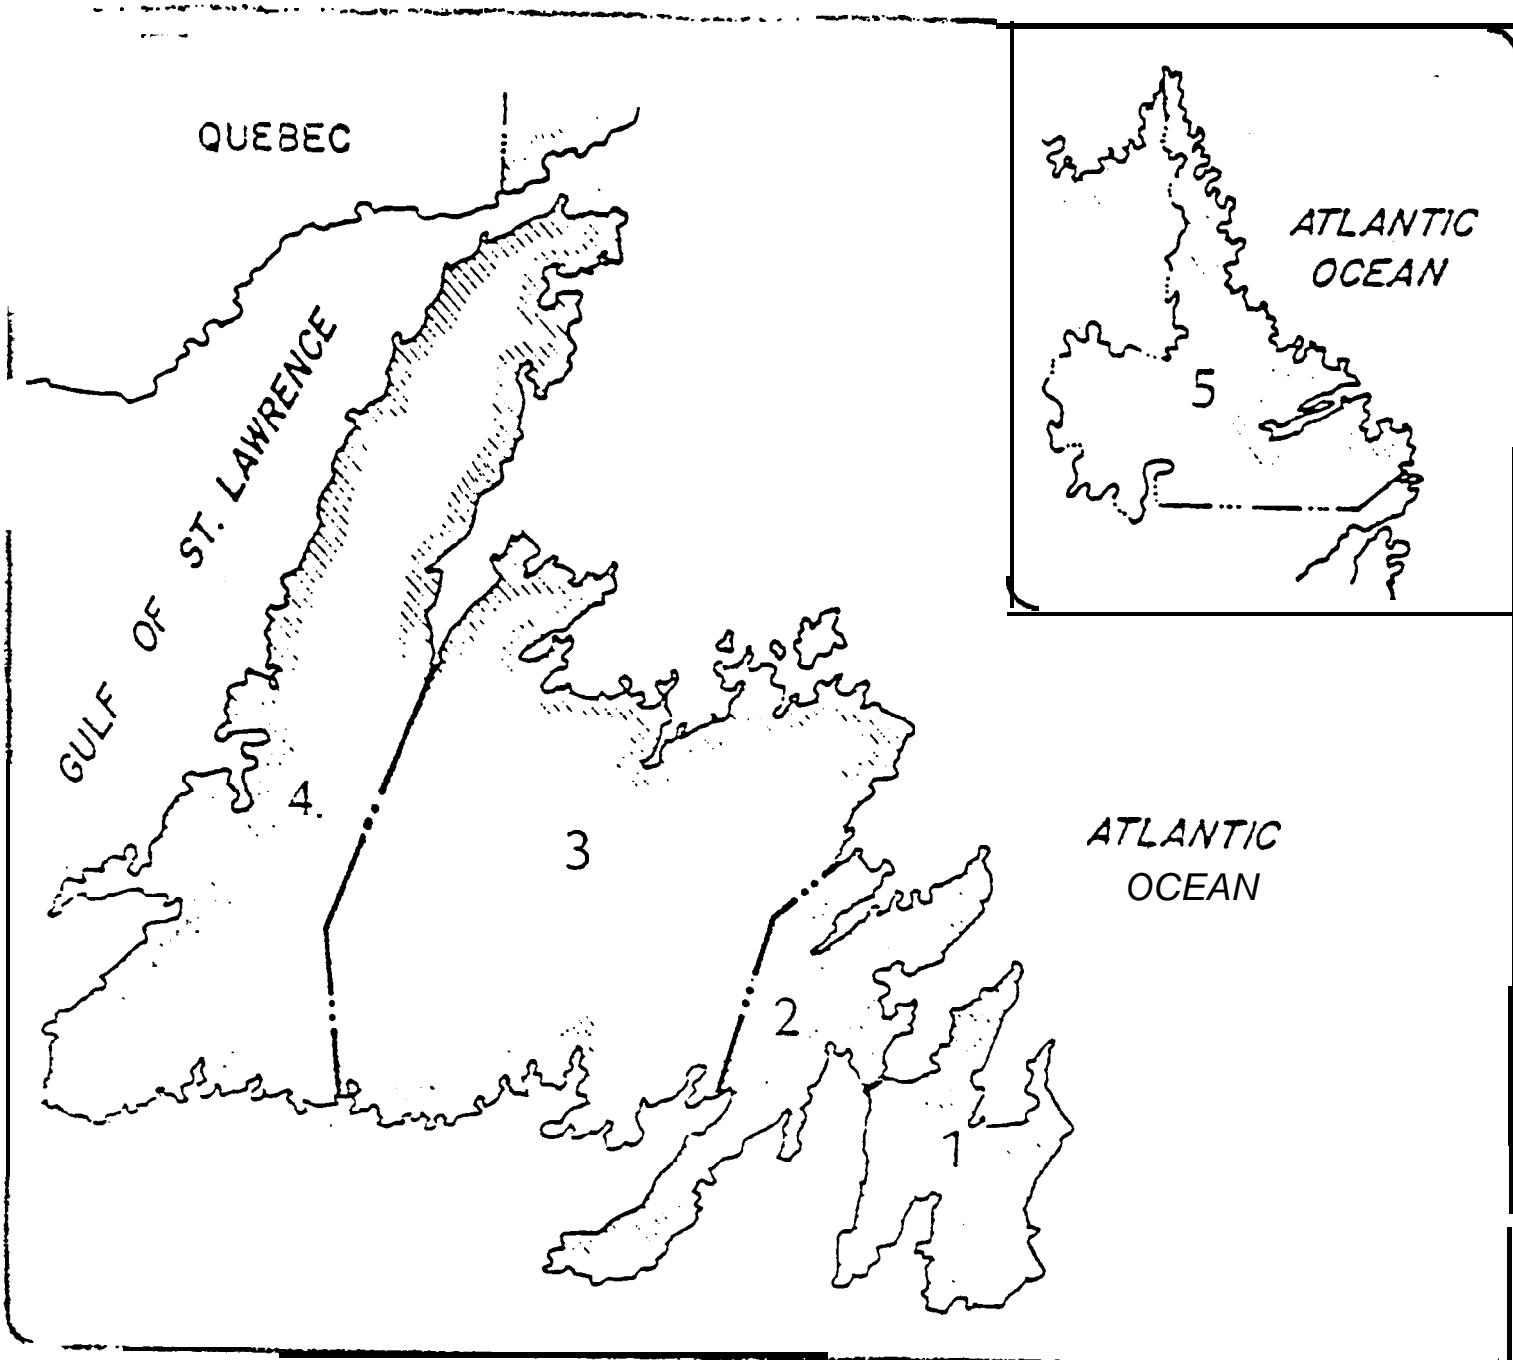 QUEBEC
ATLANTIC
OCEAN
5
GULF OF ST. LAWRENCE
4.
3
ATLANTIC
OCEAN
2
1